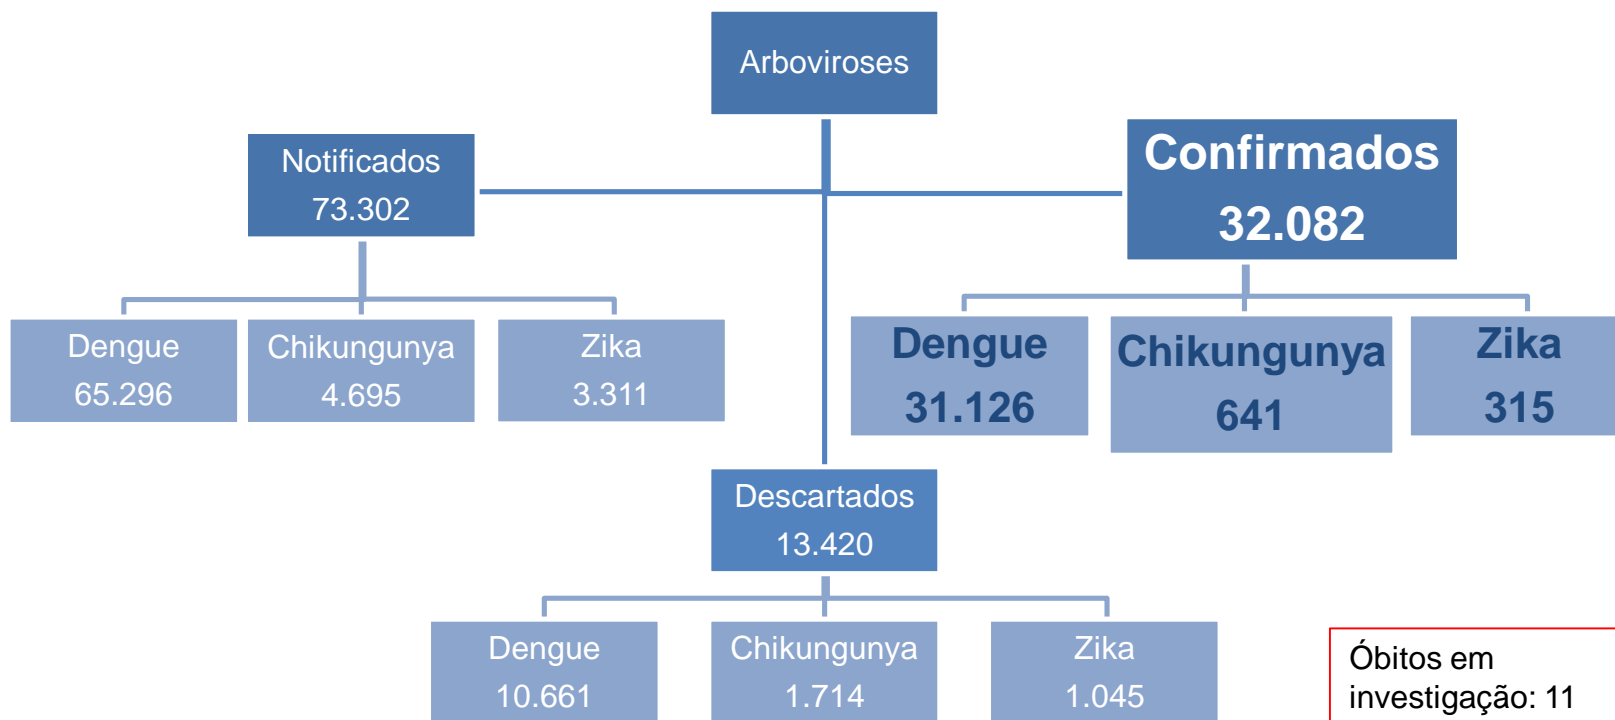 Arboviroses
Notificados
73.302
Confirmados
32.082
Dengue
65.296
Chikungunya
4.695
Zika
3.311
Dengue
31.126
Chikungunya
641
Zika
315
Descartados
13.420
Dengue
10.661
Chikungunya
1.714
Zika
1.045
Óbitos em
investigação: 11